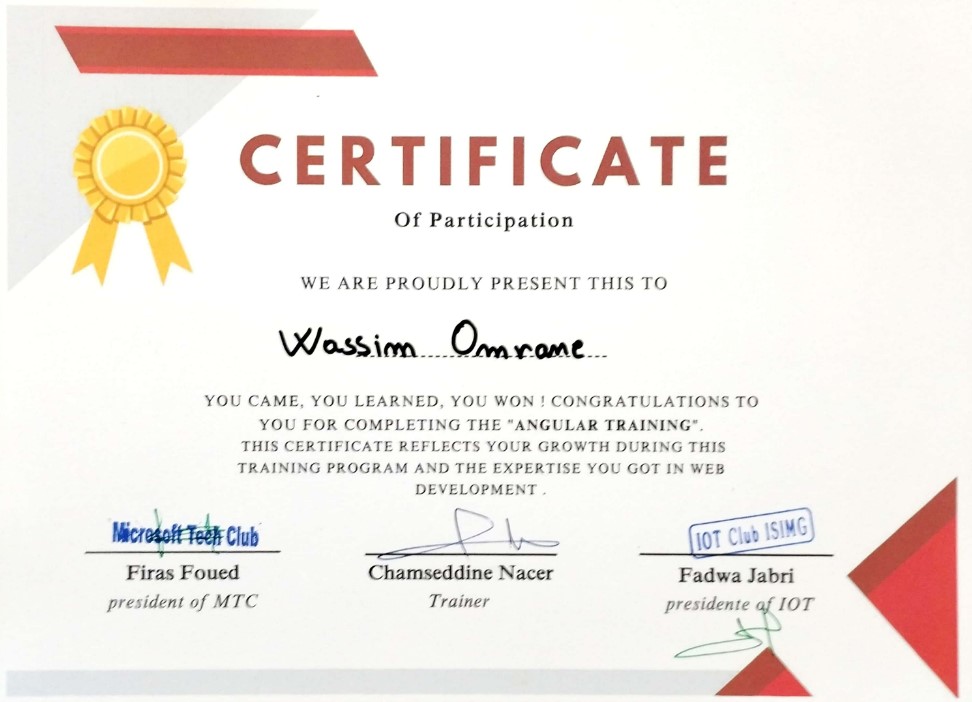 CERTIFICATE
Of Participation
WE ARE PROUDLY PRESENT THIS TO
Wassim Omrane
YOU CAME, YOU LEARNED, YOU WON ! CONGRATULATIONS TO
YOU FOR COMPLETING THE "ANGULAR TRAINING".
THIS CERTIFICATE REFLECTS YOUR GROWTH DURING THIS
TRAINING PROGRAM AND THE EXPERTISE YOU GOT IN WEB
DEVELOPMENT .
Microsoft Tech Club
Firas Foued
president of MTC
Chamseddine Nacer
Trainer
IOT Club ISIMG
Fadwa Jabri
presidente of IOT